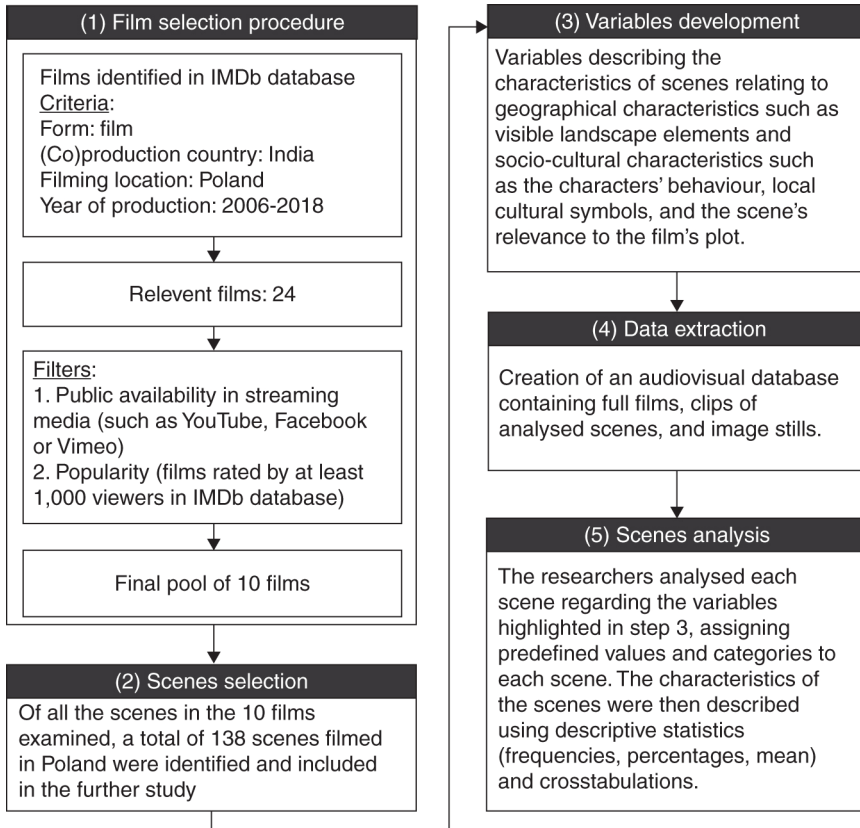 (1) Film selection procedure
Films identified in IMDb database
Criteria:
Form: film
(Co)production country: India
Filming location: Poland
Year of production: 2006-2018
Relevent films: 24
Filters:
1. Public availability in streaming
media (such as YouTube, Facebook
or Vimeo)
2. Popularity (films rated by at least
1,000 viewers in IMDb database)
Final pool of 10 films
(2) Scenes selection
Of all the scenes in the 10 films
examined, a total of 138 scenes filmed
in Poland were identified and included
in the further study
(3) Variables development
Variables describing the
characteristics of scenes relating to
geographical characteristics such as
visible landscape elements and
socio-cultural characteristics such
as the characters’ behaviour, local
cultural symbols, and the scene’s
relevance to the film’s plot.
(4) Data extraction
Creation of an audiovisual database
containing full films, clips of
analysed scenes, and image stills.
(5) Scenes analysis
The researchers analysed each
scene regarding the variables
highlighted in step 3, assigning
predefined values and categories to
each scene. The characteristics of
the scenes were then described
using descriptive statistics
(frequencies, percentages, mean)
and crosstabulations.